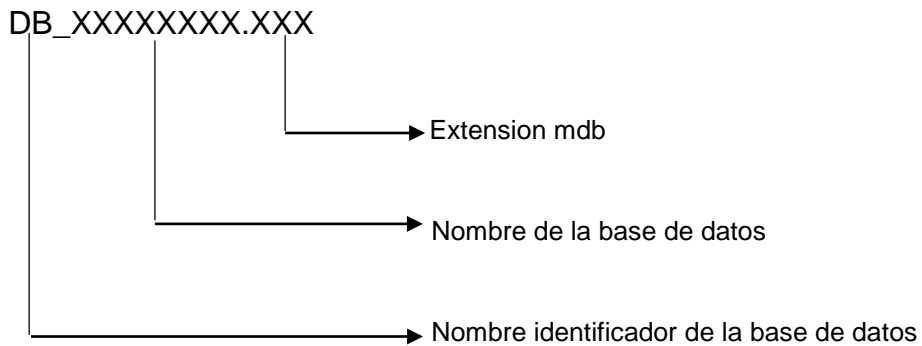 DB_XXXXXXXX.XXX
Extension mdb
Nombre de la base de datos
Nombre identificador de la base de datos